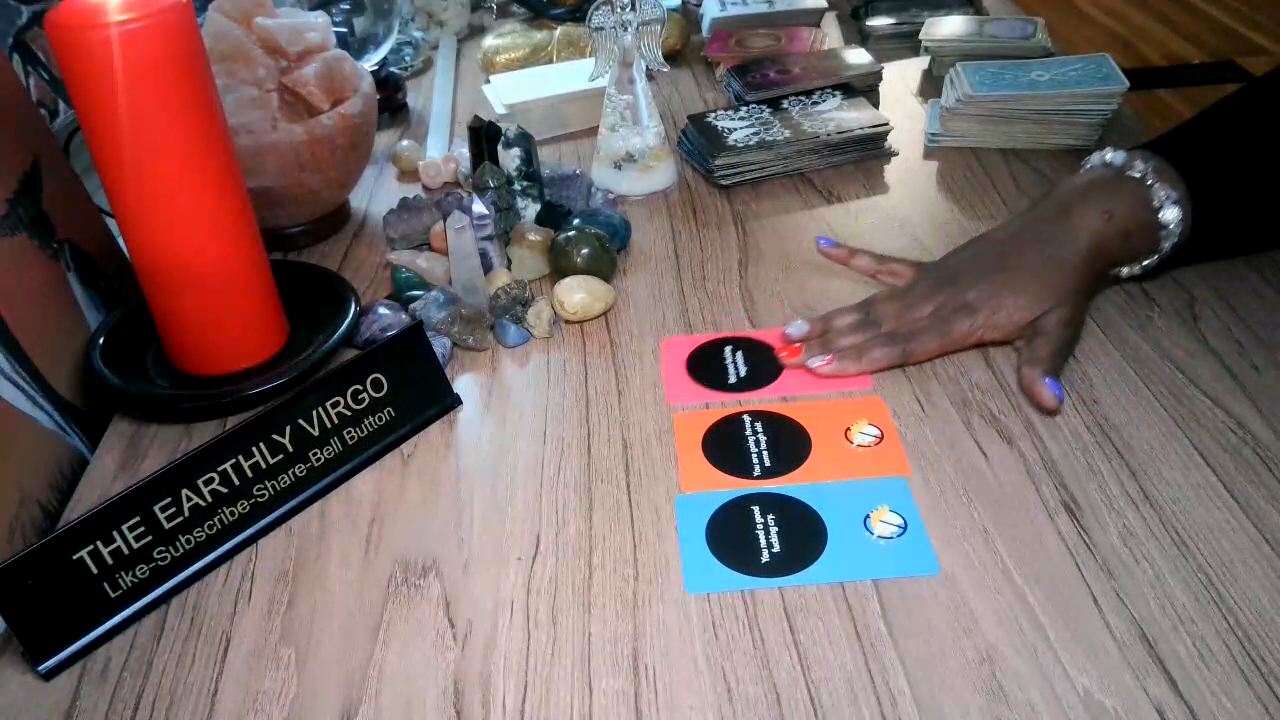 THE EARTHLY VIRGO
Like-Subscribe-Share-Bell Button
You are going through
some tough shit.
You need a good
fucking cry.